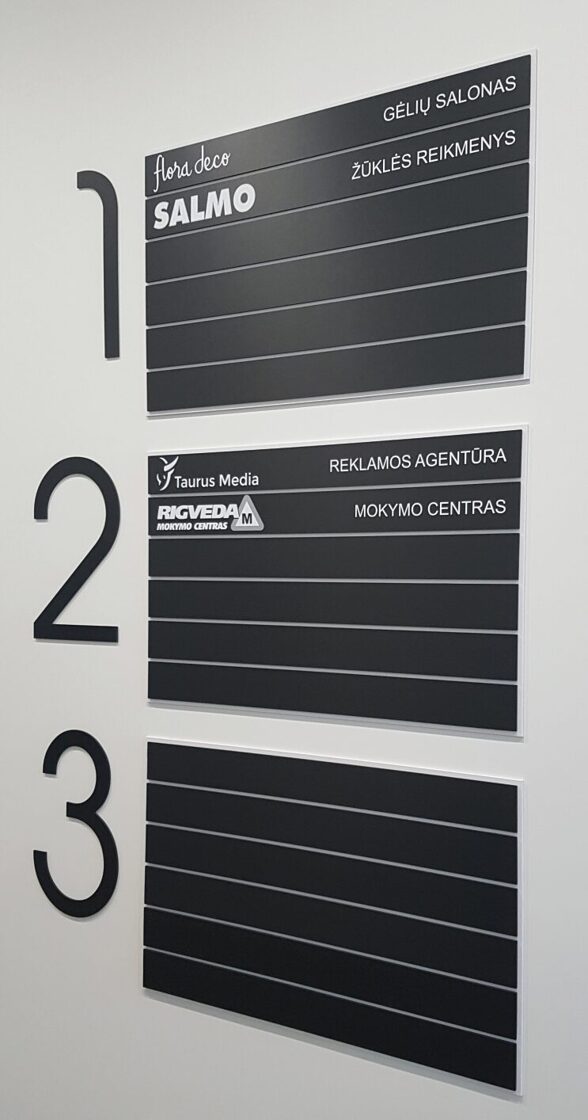 1
flora deco GĖLIŲ SALONAS
SALMO ŽŪKLĖS REIKMENYS
2
Taurus Media REKLAMOS AGENTŪRA
RIGVEDA M MOKYMO CENTRAS
MOKYMO CENTRAS
3